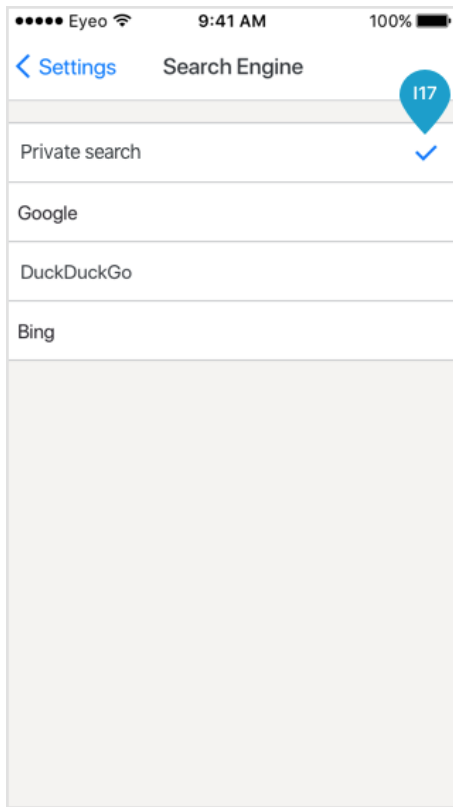 Eyeo 9:41 AM 100%
Settings Search Engine
I17
Private search
Google
DuckDuckGo
Bing